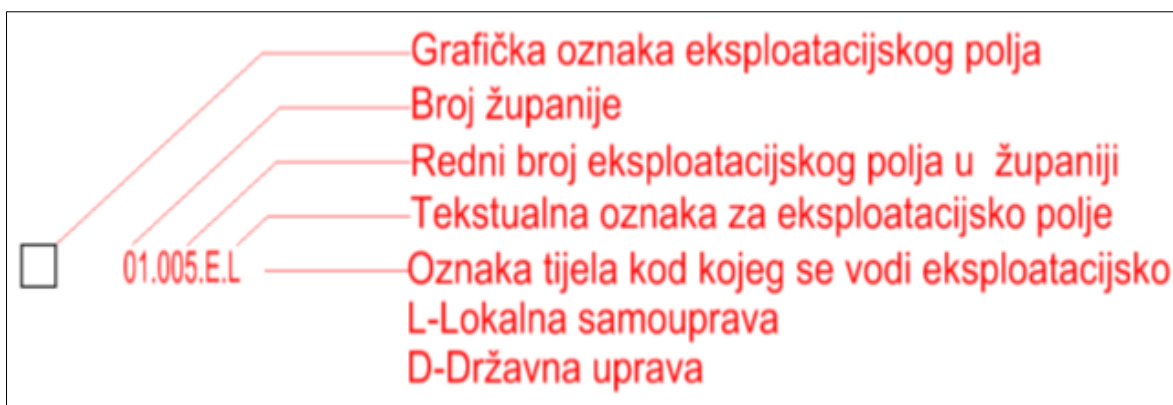 Grafička oznaka eksploatacijskog polja
Broj županije
Redni broj eksploatacijskog polja u županiji
Tekstualna oznaka za eksploatacijsko polje
01.005.E.L
Oznaka tijela kod kojeg se vodi eksploatacijsko
L-Lokalna samouprava
D-Državna uprava